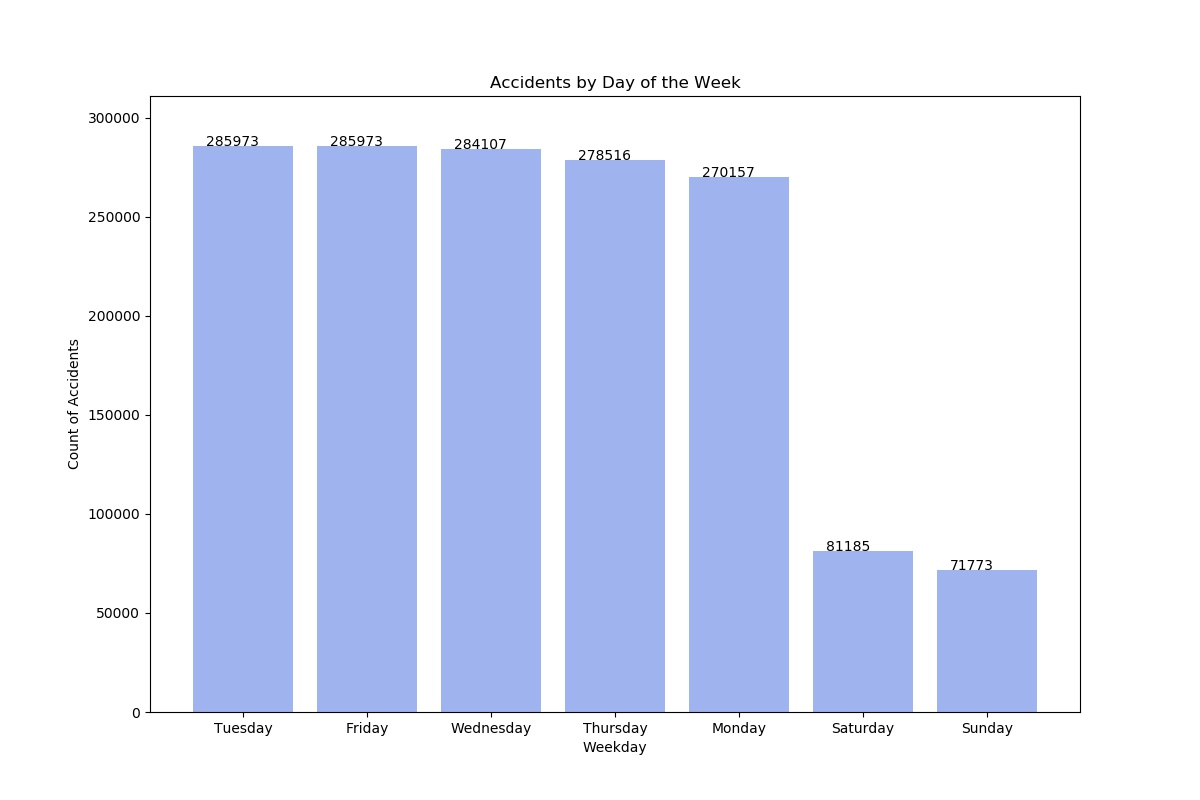 Accidents by Day of the Week
300000
250000
200000
150000
100000
50000
0
Count of Accidents
285973
285973
284107
278516
270157
81185
71773
Tuesday
Friday
Wednesday
Thursday
Monday
Saturday
Sunday
Weekday